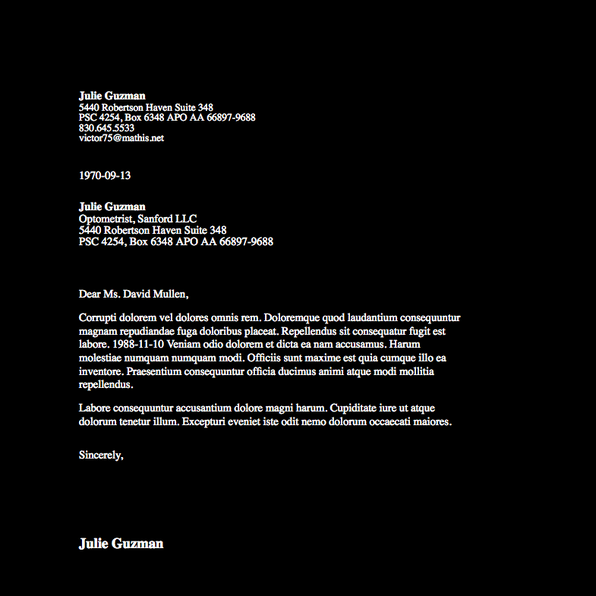 Julie Guzman
5440 Robertson Haven Suite 348
PSC 4254, Box 6348 APO AA 66897-9688
830.645.5533
victor75@mathis.net
1970-09-13
Julie Guzman
Optometrist, Sanford LLC
5440 Robertson Haven Suite 348
PSC 4254, Box 6348 APO AA 66897-9688
Dear Ms. David Mullen,
Corrupti dolorem vel dolores omnis rem. Doloremque quod laudantium consequuntur
magnam repudiandae fuga doloribus placeat. Repellendus sit consequatur fugit est
labore. 1988-11-10 Veniam odio dolorem et dicta ea nam accusamus. Harum
molestiae numquam numquam modi. Officiis sunt maxime est quia cumque illo ea
inventore. Praesentium consequuntur officia ducimus animi atque modi mollitia
repellendus.
Labore consequuntur accusantium dolore magni harum. Cupiditate iure ut atque
dolorum tenetur illum. Excepturi eveniet iste odit nemo dolorum occaecati maiores.
Sincerely,
Julie Guzman